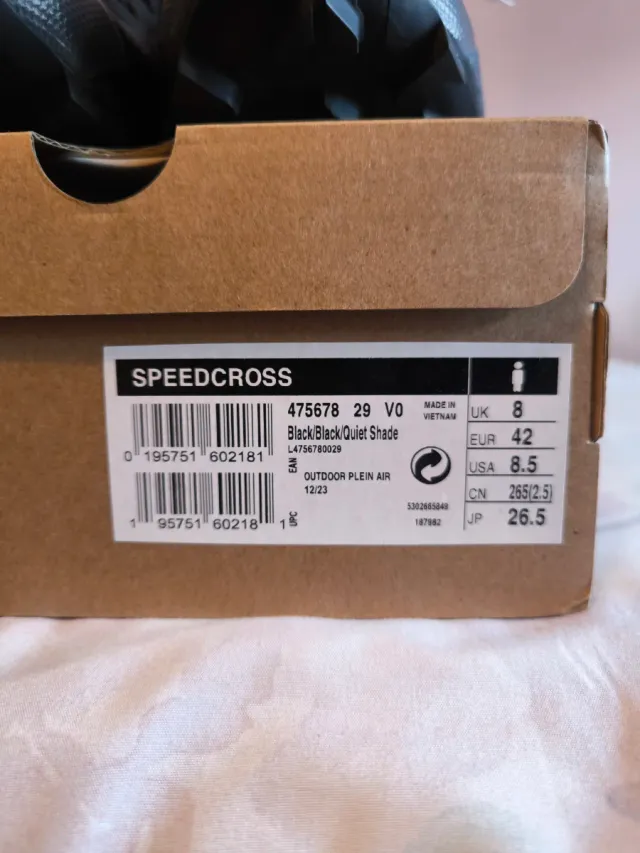 SPEEDCROSS
475678 29 V0
MADE IN
VIETNAM
Black/Black/Quiet Shade
L4756780029
0 195751 602181
EAN
OUTDOOR PLEIN AIR
12/23
1 95751 60218 1
UPC
5302665849
187982
UK 8
EUR 42
USA 8.5
CN 265(2.5)
JP 26.5